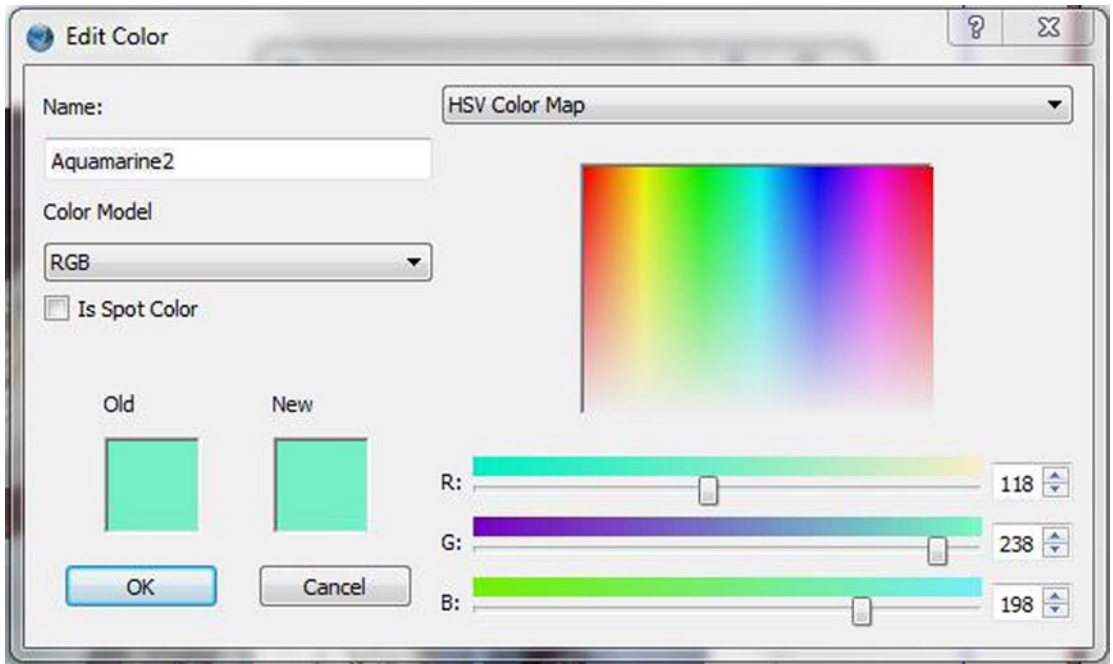 Edit Color
Name:
HSV Color Map
Aquamarine2
Color Model
RGB
Is Spot Color
Old
New
R:
118
G:
238
OK
Cancel
B:
198